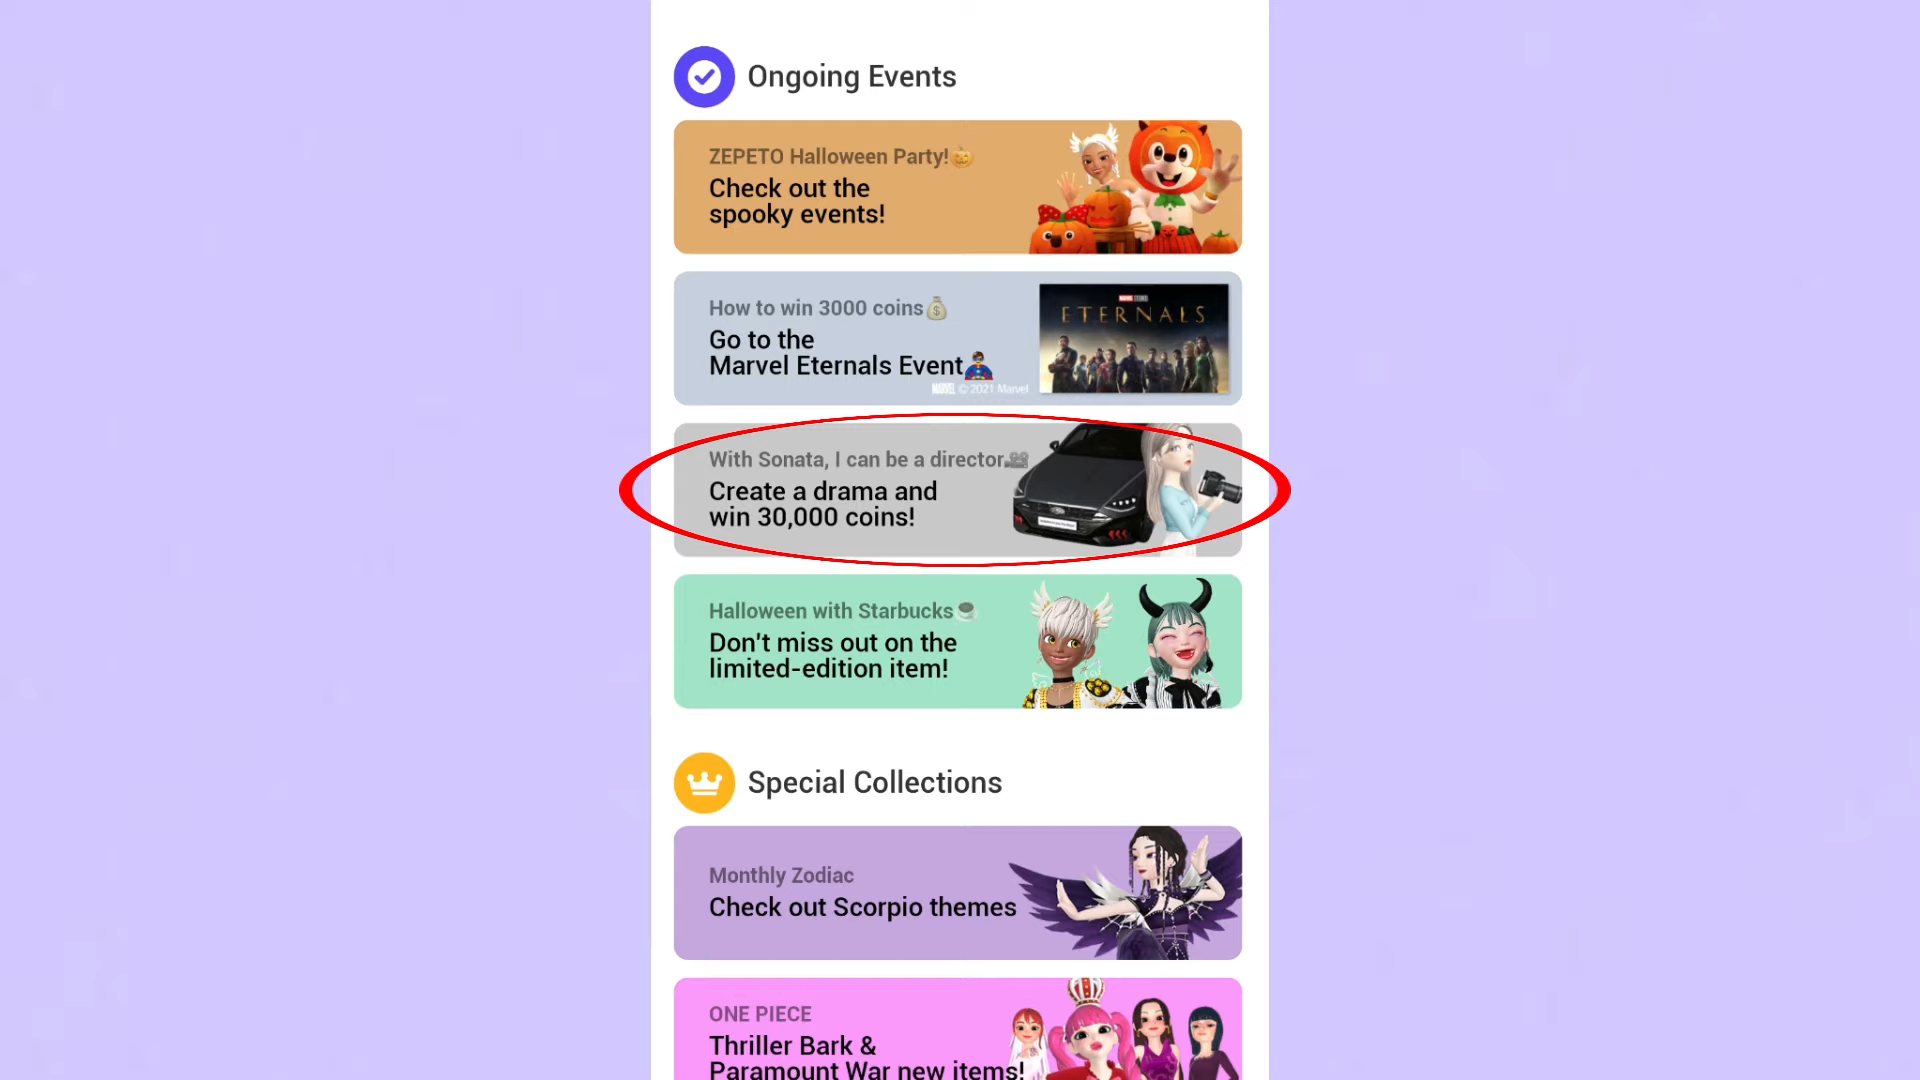 Ongoing Events
ZEPETO Halloween Party!🎃
Check out the
spooky events!
How to win 3000 coins💰
Go to the
Marvel Eternals Event🦸
MARVEL © 2021 Marvel
MARVEL STUDIOS
ETERNALS
With Sonata, I can be a director🎥
Create a drama and
win 30,000 coins!
Halloween with Starbucks☕
Don't miss out on the
limited-edition item!
Special Collections
Monthly Zodiac
Check out Scorpio themes
ONE PIECE
Thriller Bark &
Paramount War new items!